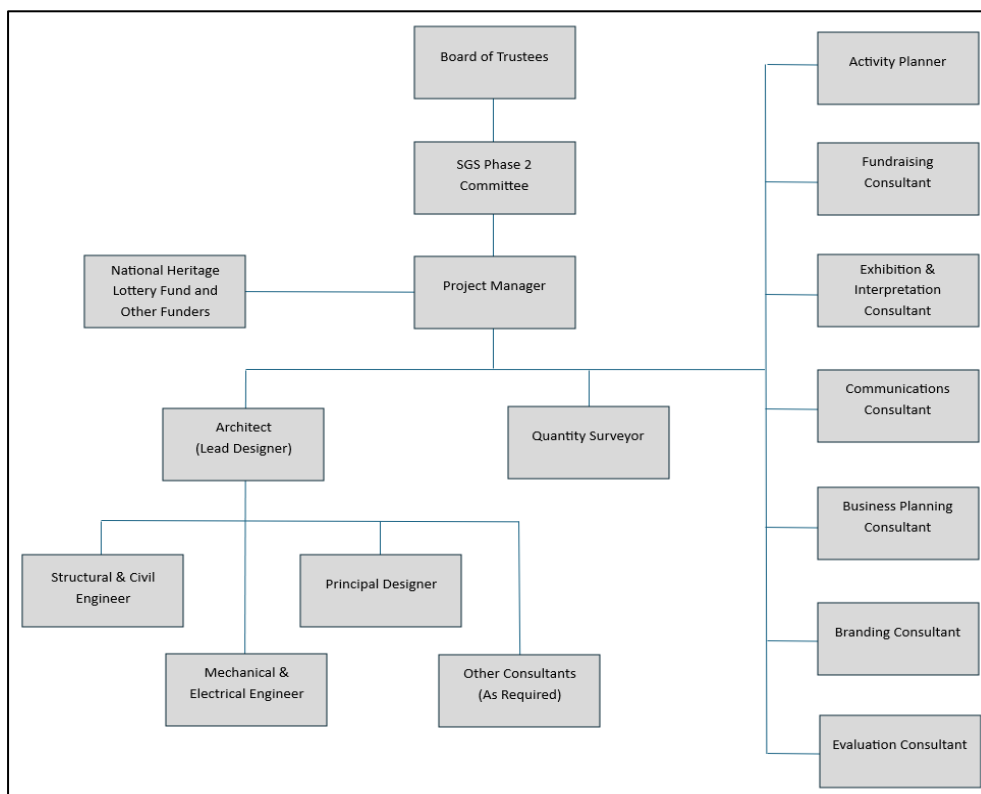 Board of Trustees
Activity Planner
SGS Phase 2
Committee
Fundraising
Consultant
National Heritage
Lottery Fund and
Other Funders
Project Manager
Exhibition &
Interpretation
Consultant
Architect
(Lead Designer)
Quantity Surveyor
Communications
Consultant
Structural & Civil
Engineer
Principal Designer
Business Planning
Consultant
Mechanical &
Electrical Engineer
Other Consultants
(As Required)
Branding Consultant
Evaluation Consultant